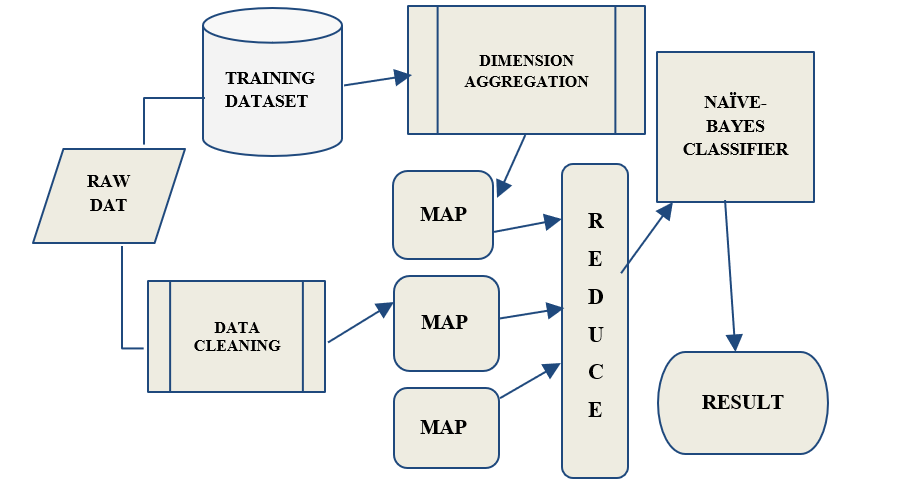 TRAINING
DATASET
DIMENSION
AGGREGATION
NAÏVE-
BAYES
CLASSIFIER
RAW
DAT
MAP
R
E
D
U
C
E
DATA
CLEANING
MAP
MAP
RESULT